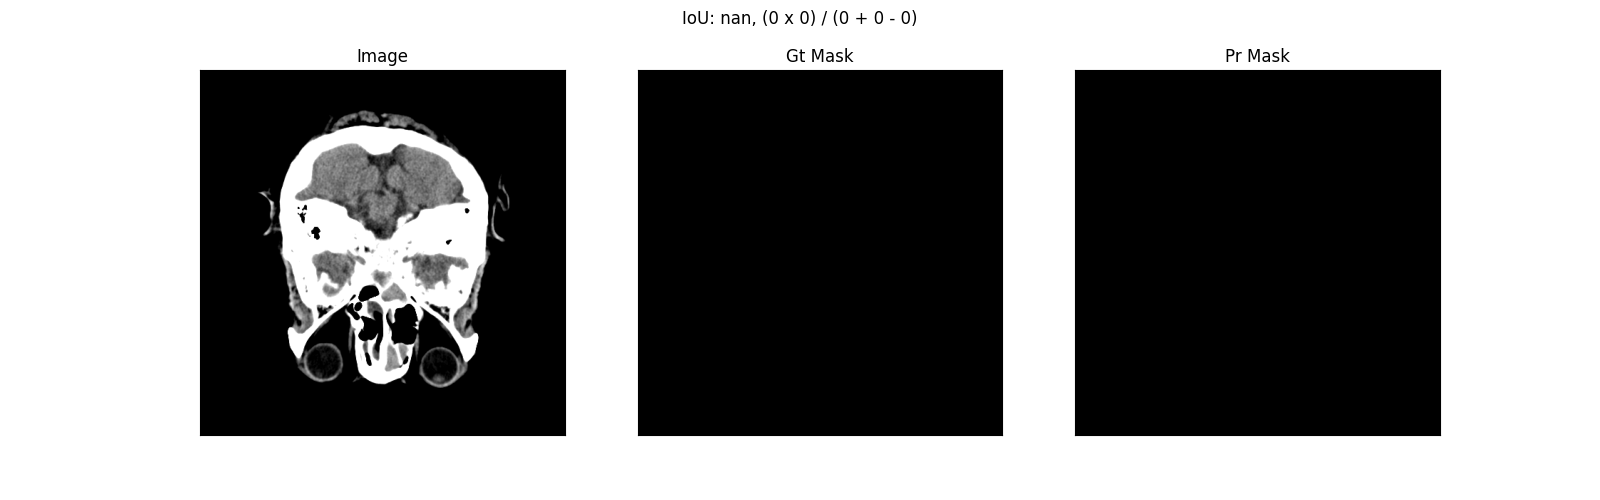 IoU: nan, (0 x 0) / (0 + 0 - 0)
Image
Gt Mask
Pr Mask